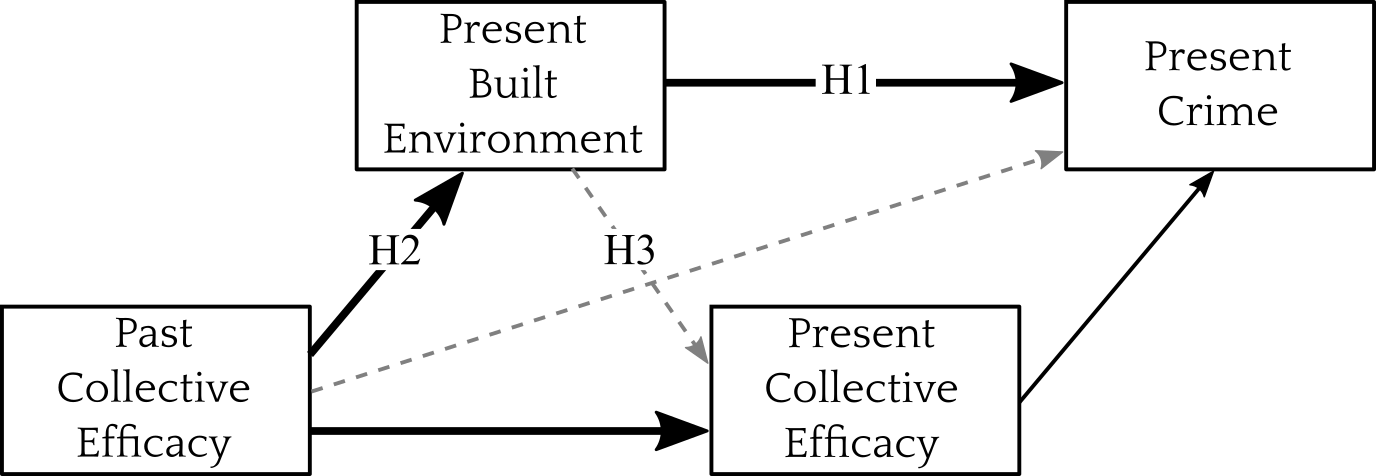 Present
Built
Environment
H1
Present
Crime
H2
H3
Past
Collective
Efficacy
Present
Collective
Efficacy